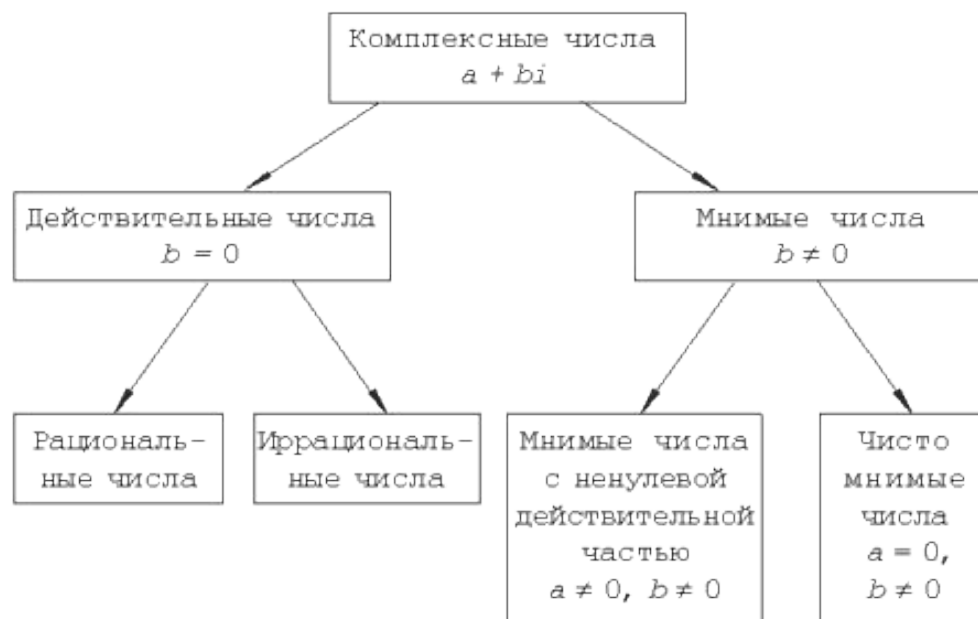 Комплексные числа
a + bi
Действительные числа
b = 0
Мнимые числа
b ≠ 0
Рациональ-
ные числа
Иррациональ-
ные числа
Мнимые числа
с ненулевой
действительной
частью
a ≠ 0, b ≠ 0
Чисто
мнимые
числа
a = 0,
b ≠ 0